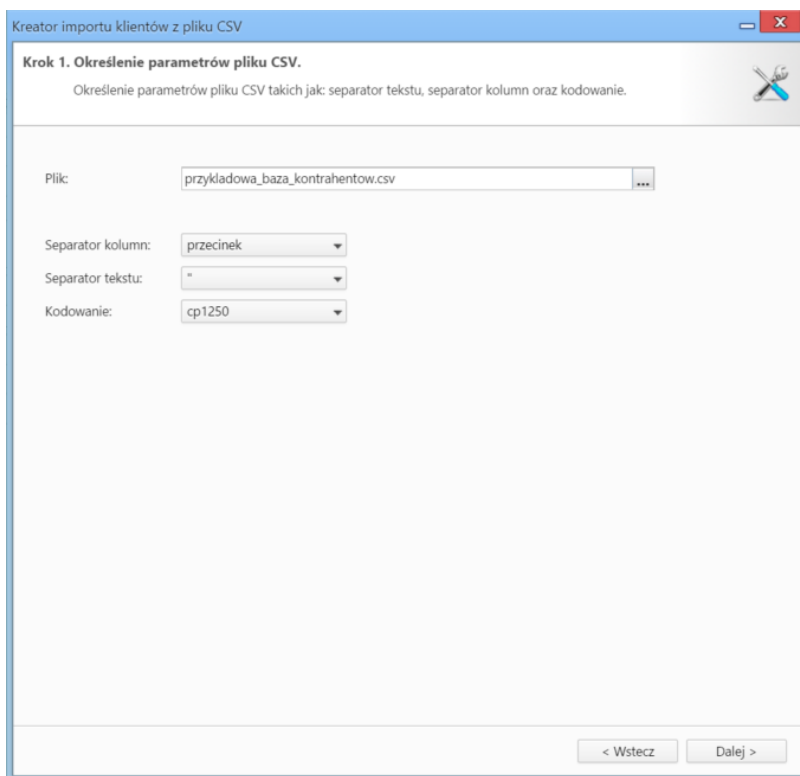 Kreator importu klientów z pliku CSV
Krok 1. Określenie parametrów pliku CSV.
Określenie parametrów pliku CSV takich jak: separator tekstu, separator kolumn oraz kodowanie.
Plik: przykladowa_baza_kontrahentow.csv ...
Separator kolumn: przecinek
Separator tekstu: "
Kodowanie: cp1250
< Wstecz Dalej >